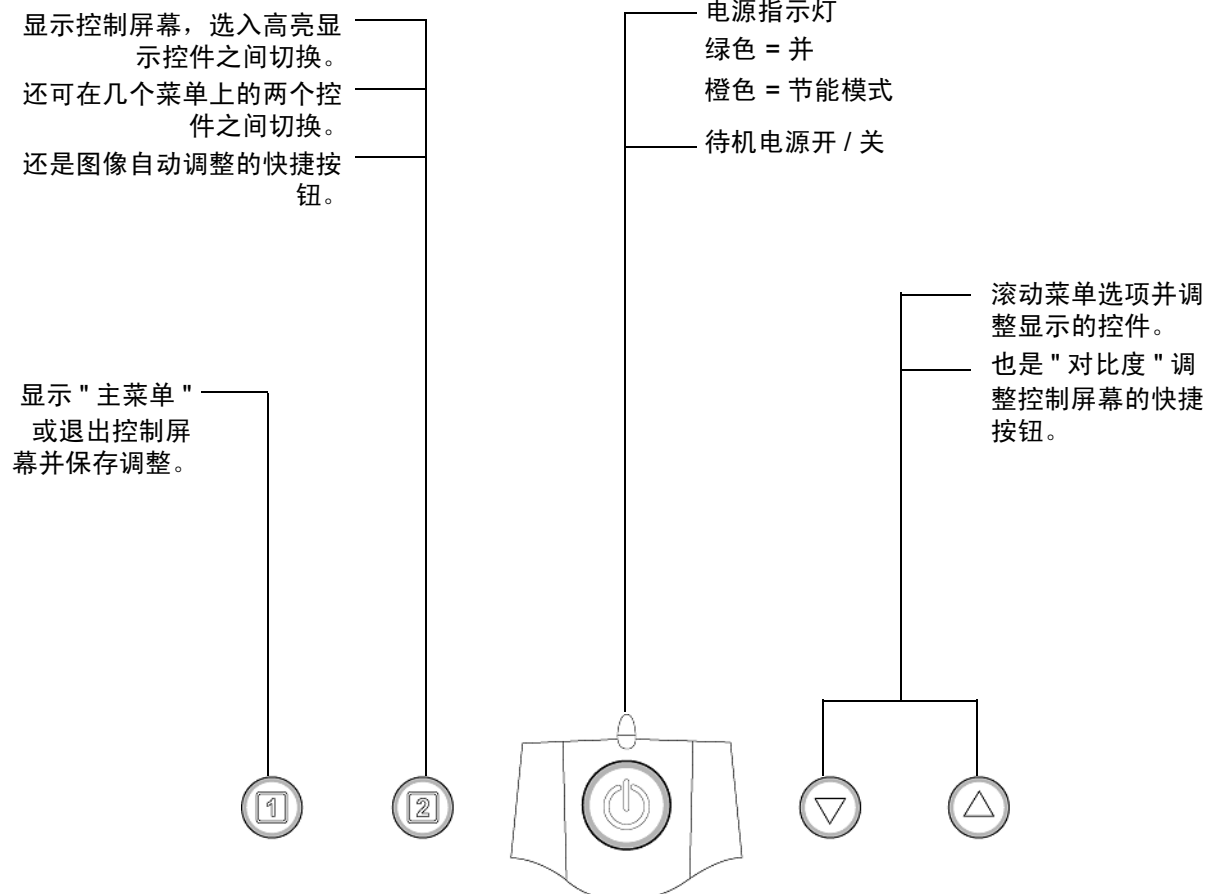 显示控制屏幕，选入高亮显
示控件之间切换。
还可在几个菜单上的两个控
件之间切换。
还是图像自动调整的快捷按
钮。
电源指示灯
绿色 = 并
橙色 = 节能模式
待机电源开 / 关
滚动菜单选项并调
整显示的控件。
也是 " 对比度 " 调
整控制屏幕的快捷
按钮。
显示 " 主菜单 "
或退出控制屏
幕并保存调整。
1
2